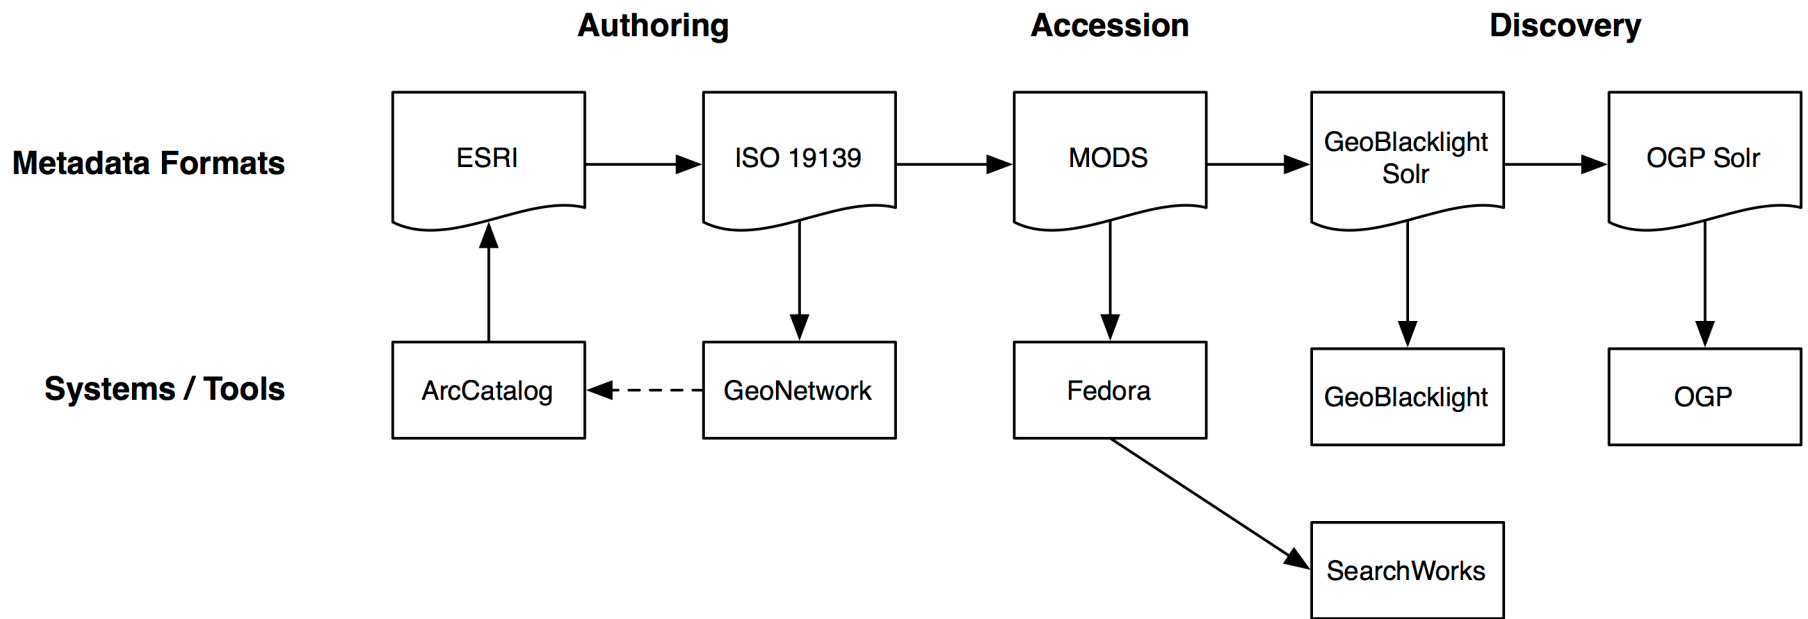 Authoring
Accession
Discovery
Metadata Formats
ESRI
ISO 19139
MODS
GeoBlacklight
Solr
OGP Solr
Systems / Tools
ArcCatalog
GeoNetwork
Fedora
GeoBlacklight
OGP
SearchWorks